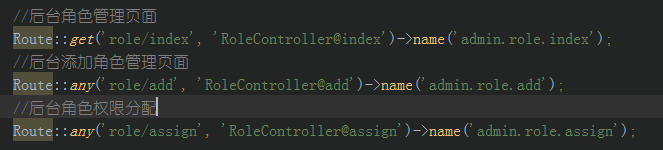 //后台角色管理页面
Route::get('role/index', 'RoleController@index')->name('admin.role.index');
//后台添加角色管理页面
Route::any('role/add', 'RoleController@add')->name('admin.role.add');
//后台角色权限分配
Route::any('role/assign', 'RoleController@assign')->name('admin.role.assign');